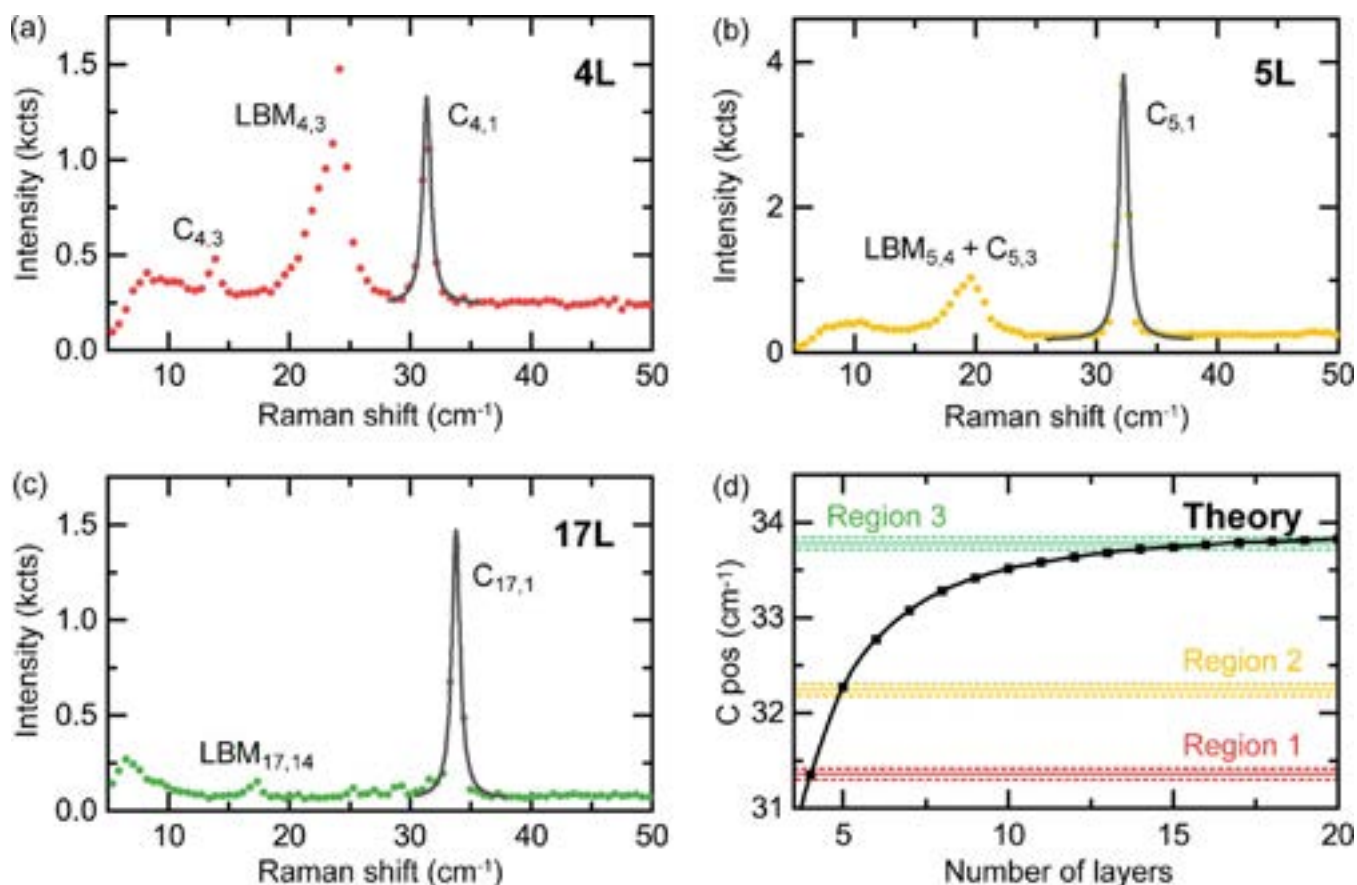 (a)
4L
LBM4,3
C4,1
C4,3
Intensity (kcts)
1.5
1.0
0.5
0.0
10 20 30 40 50
Raman shift (cm-1)
(b)
5L
C5,1
LBM5,4 + C5,3
Intensity (kcts)
4
2
0
10 20 30 40 50
Raman shift (cm-1)
(c)
17L
C17,1
LBM17,14
Intensity (kcts)
1.5
1.0
0.5
0.0
10 20 30 40 50
Raman shift (cm-1)
(d)
Region 3
Theory
Region 2
Region 1
C pos (cm-1)
34
33
32
31
5 10 15 20
Number of layers